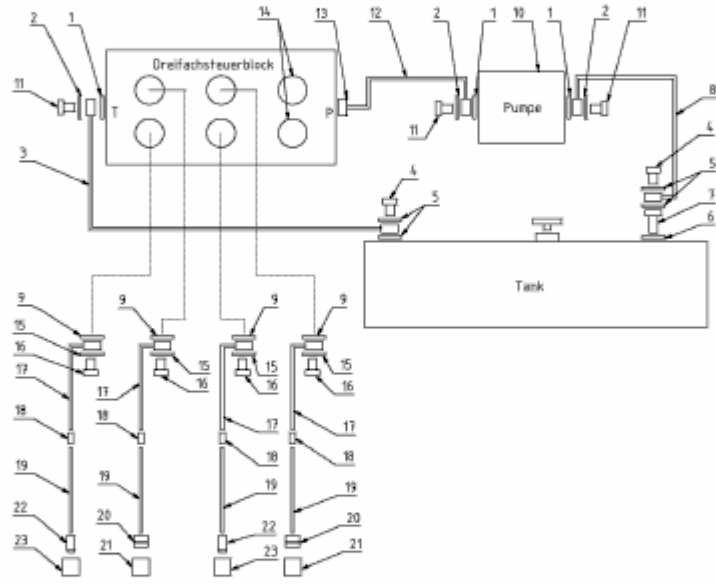 14 13 12 10 11
2 1 2 1 1 2
Dreifachsteuerblock
11 T P Pumpe 8
11 4
3 4 5
5 7
6
Tank
9 9 9 9
15
16 15 15 15
17 16 16 16
17
18 18 17 17
18 18
19 19 19 19
22 20 22 20
23 21 23 21